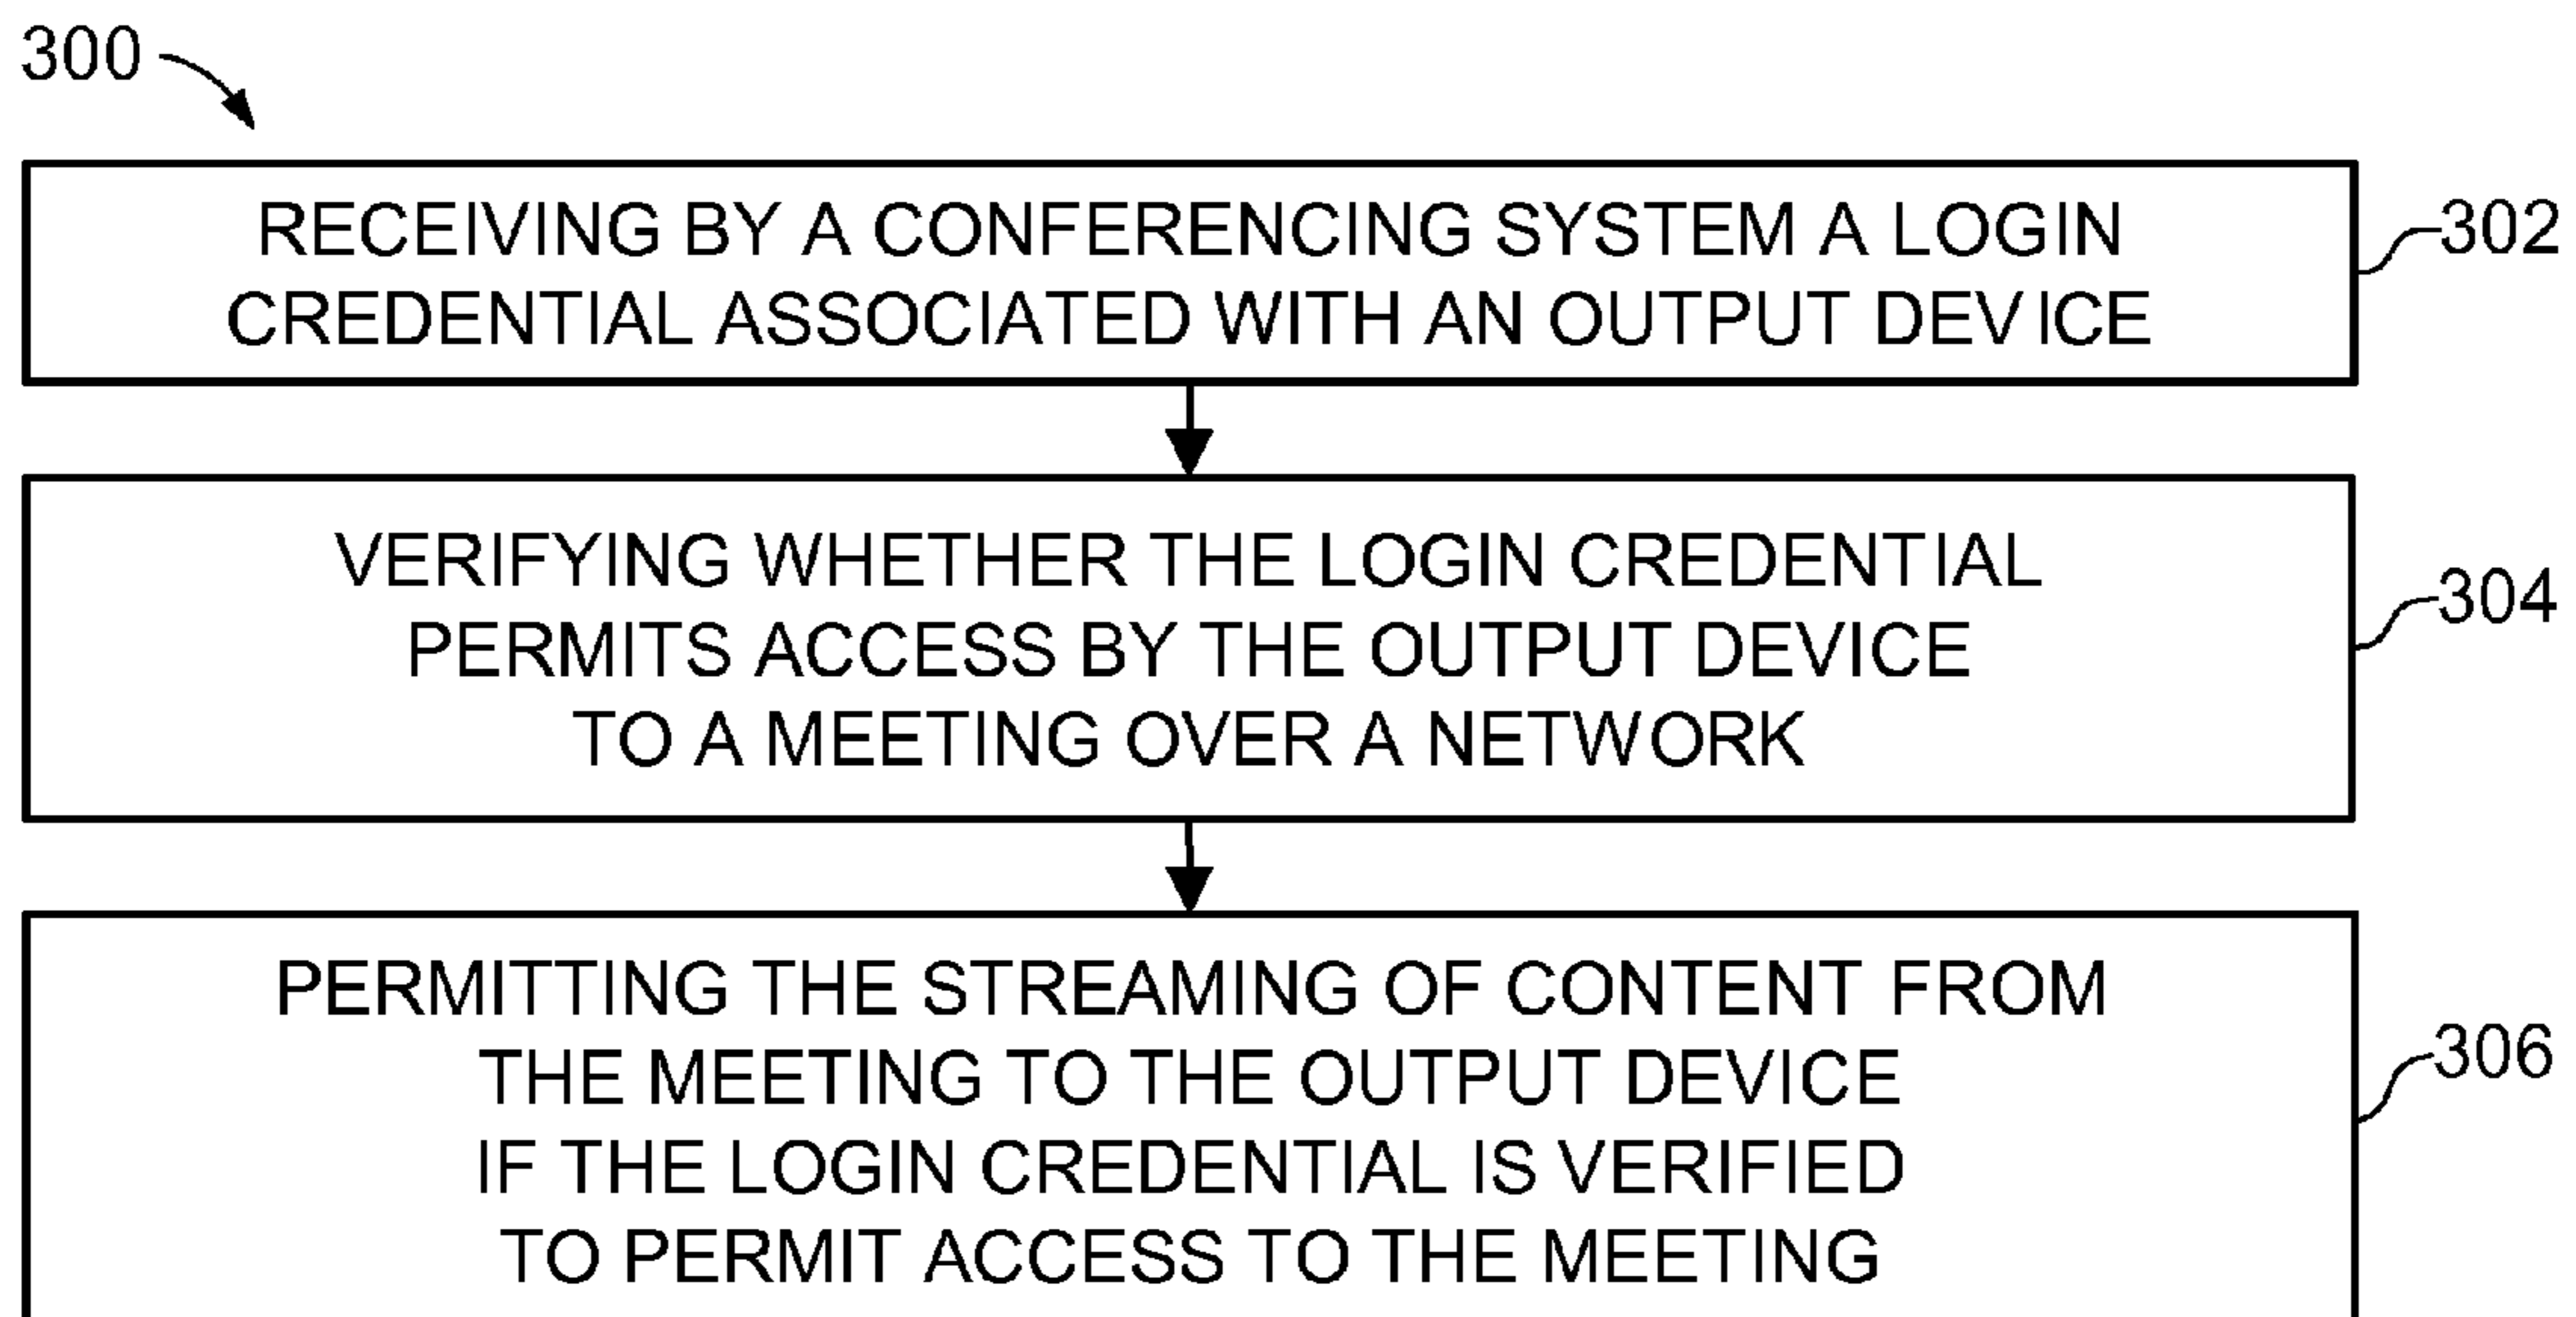 300
RECEIVING BY A CONFERENCING SYSTEM A LOGIN
CREDENTIAL ASSOCIATED WITH AN OUTPUT DEVICE
302
VERIFYING WHETHER THE LOGIN CREDENTIAL
PERMITS ACCESS BY THE OUTPUT DEVICE
TO A MEETING OVER A NETWORK
304
PERMITTING THE STREAMING OF CONTENT FROM
THE MEETING TO THE OUTPUT DEVICE
IF THE LOGIN CREDENTIAL IS VERIFIED
TO PERMIT ACCESS TO THE MEETING
306